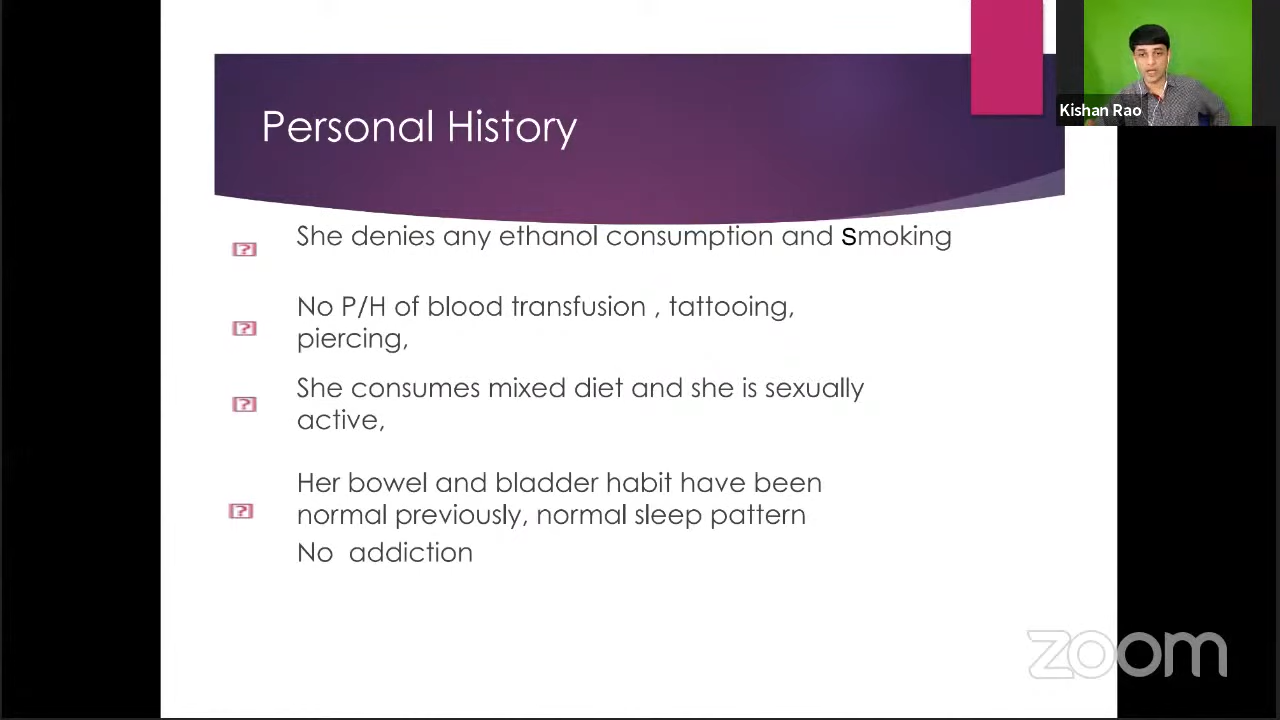 Personal History
Kishan Rao
She denies any ethanol consumption and smoking
No P/H of blood transfusion , tattooing,
piercing,
She consumes mixed diet and she is sexually
active,
Her bowel and bladder habit have been
normal previously, normal sleep pattern
No addiction
zoom